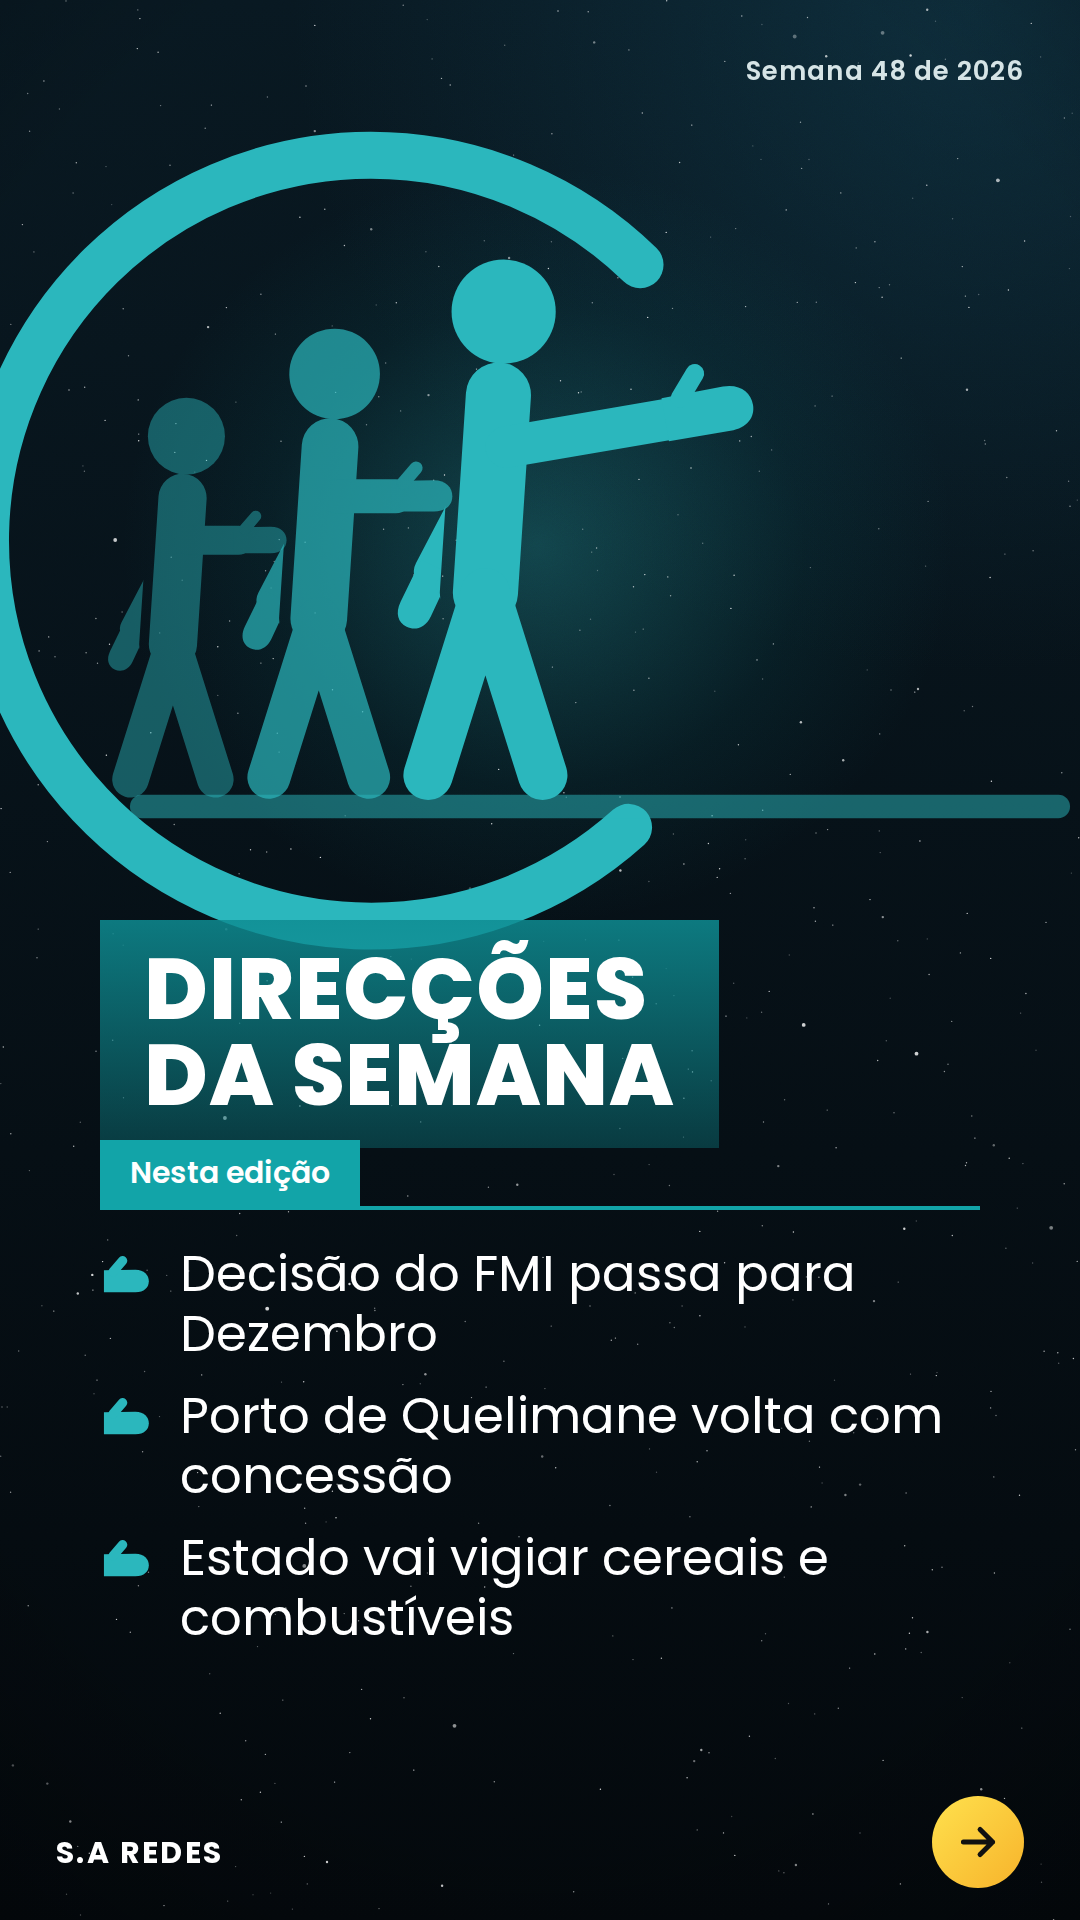 Semana 48 de 2026
DIRECÇÕES
DA SEMANA
Nesta edição
Decisão do FMI passa para
Dezembro
Porto de Quelimane volta com
concessão
Estado vai vigiar cereais e
combustíveis
S.A REDES